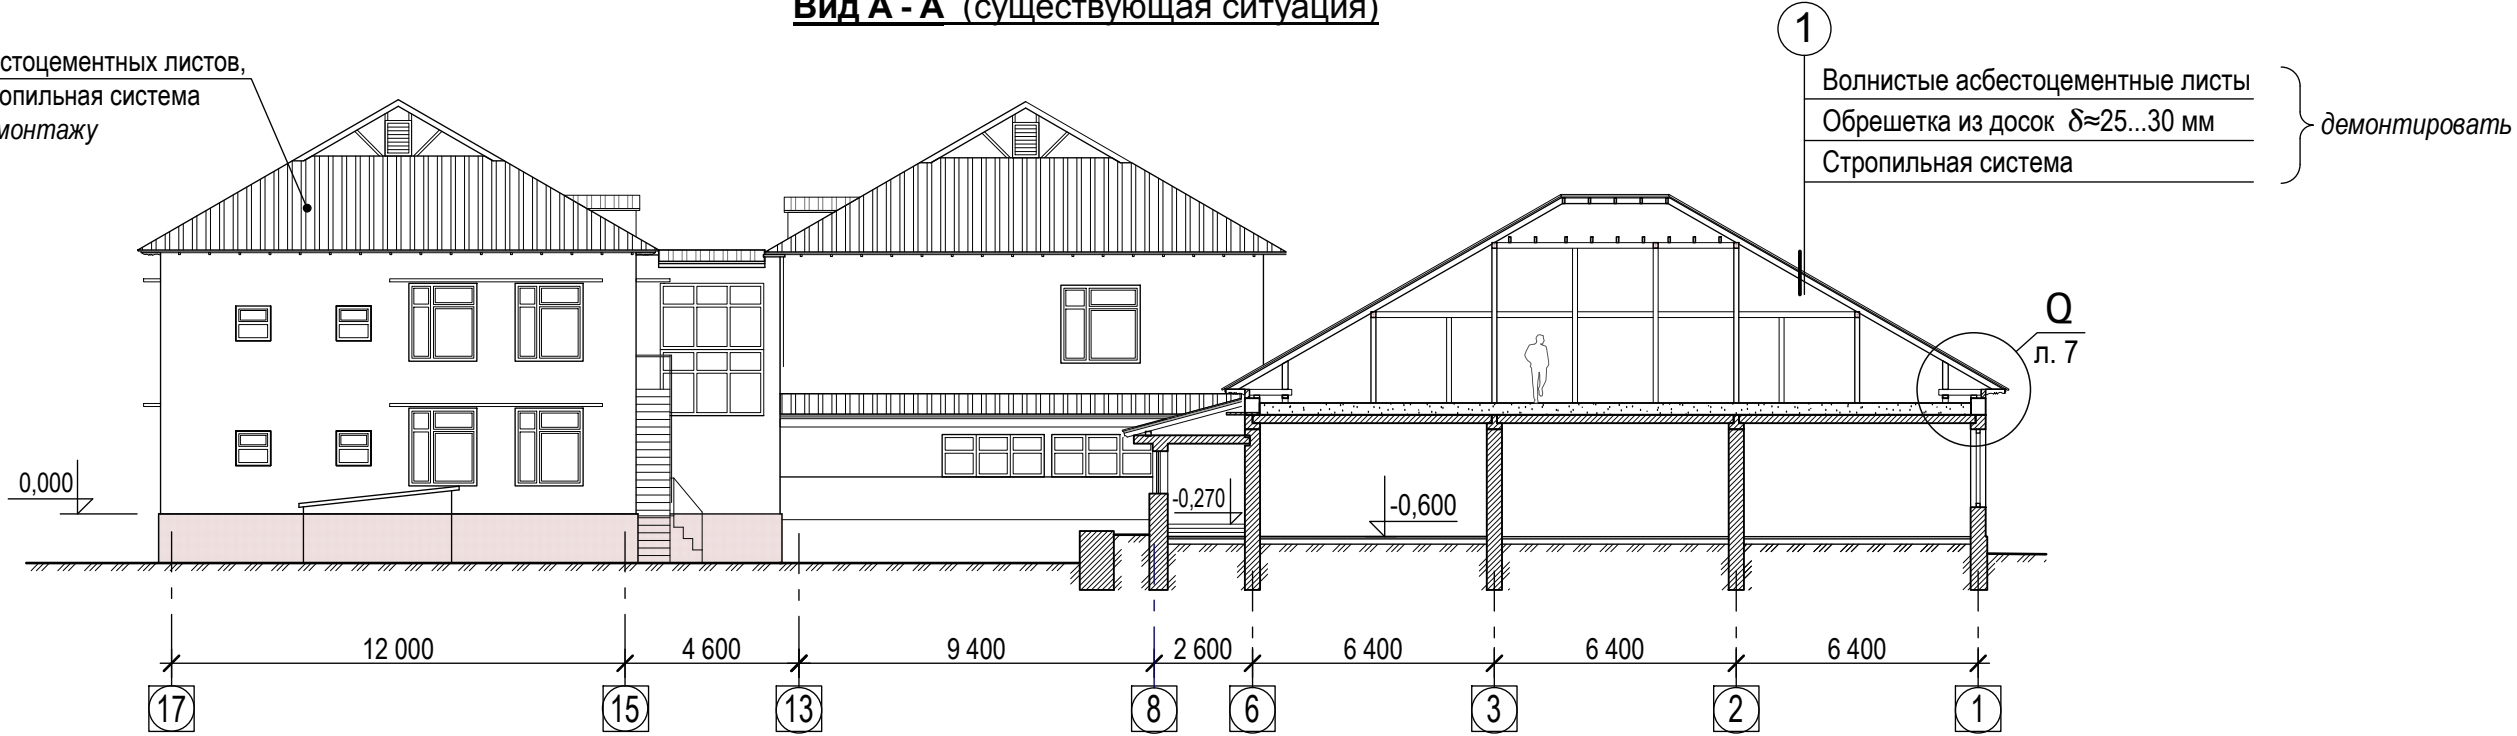 Вид А - А (существующая ситуация)
стоцементных листов,
опильная система
монтажу
1
Волнистые асбестоцементные листы
Обрешетка из досок δ≈25...30 мм
Стропильная система
демонтировать
Q
л. 7
0,000
-0,270
-0,600
12 000
4 600
9 400
2 600
6 400
6 400
6 400
17
15
13
8
6
3
2
1